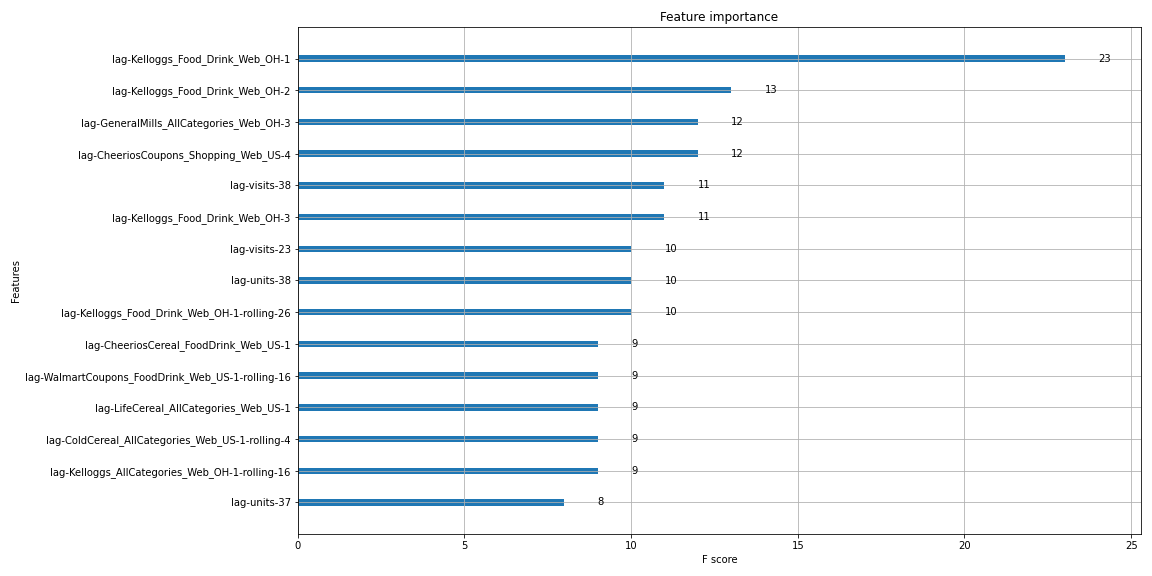 Feature importance
Features
lag-Kelloggs_Food_Drink_Web_OH-1 23
lag-Kelloggs_Food_Drink_Web_OH-2 13
lag-GeneralMills_AllCategories_Web_OH-3 12
lag-CheeriosCoupons_Shopping_Web_US-4 12
lag-visits-38 11
lag-Kelloggs_Food_Drink_Web_OH-3 11
lag-visits-23 10
lag-units-38 10
lag-Kelloggs_Food_Drink_Web_OH-1-rolling-26 10
lag-CheeriosCereal_FoodDrink_Web_US-1 9
lag-WalmartCoupons_FoodDrink_Web_US-1-rolling-16 9
lag-LifeCereal_AllCategories_Web_US-1 9
lag-ColdCereal_AllCategories_Web_US-1-rolling-4 9
lag-Kelloggs_AllCategories_Web_OH-1-rolling-16 9
lag-units-37 8
0 5 10 15 20 25
F score